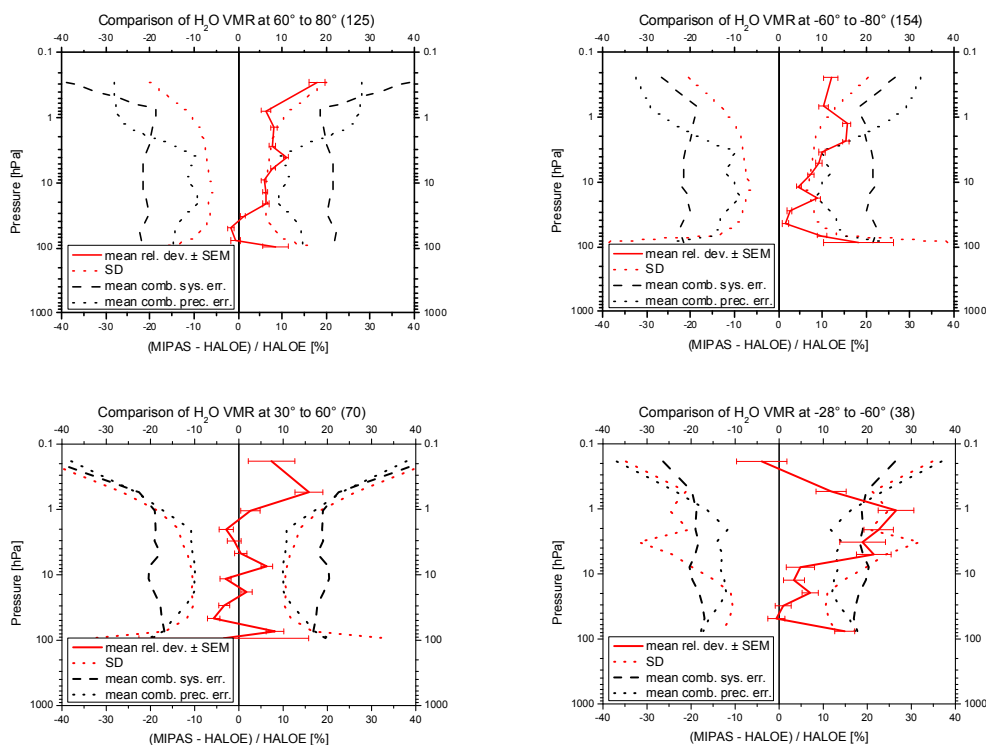 Comparison of H2O VMR at 60° to 80° (125)
-40 -30 -20 -10 0 10 20 30 40
0.1 0.1
1 1
10 10
100 100
1000 1000
Pressure [hPa]
mean rel. dev. ± SEM
SD
mean comb. sys. err.
mean comb. prec. err.
-40 -30 -20 -10 0 10 20 30 40
(MIPAS - HALOE) / HALOE [%]
Comparison of H2O VMR at -60° to -80° (154)
-40 -30 -20 -10 0 10 20 30 40
0.1 0.1
1 1
10 10
100 100
1000 1000
Pressure [hPa]
mean rel. dev. ± SEM
SD
mean comb. sys. err.
mean comb. prec. err.
-40 -30 -20 -10 0 10 20 30 40
(MIPAS - HALOE) / HALOE [%]
Comparison of H2O VMR at 30° to 60° (70)
-40 -30 -20 -10 0 10 20 30 40
0.1 0.1
1 1
10 10
100 100
1000 1000
Pressure [hPa]
mean rel. dev. ± SEM
SD
mean comb. sys. err.
mean comb. prec. err.
-40 -30 -20 -10 0 10 20 30 40
(MIPAS - HALOE) / HALOE [%]
Comparison of H2O VMR at -28° to -60° (38)
-40 -30 -20 -10 0 10 20 30 40
0.1 0.1
1 1
10 10
100 100
1000 1000
Pressure [hPa]
mean rel. dev. ± SEM
SD
mean comb. sys. err.
mean comb. prec. err.
-40 -30 -20 -10 0 10 20 30 40
(MIPAS - HALOE) / HALOE [%]